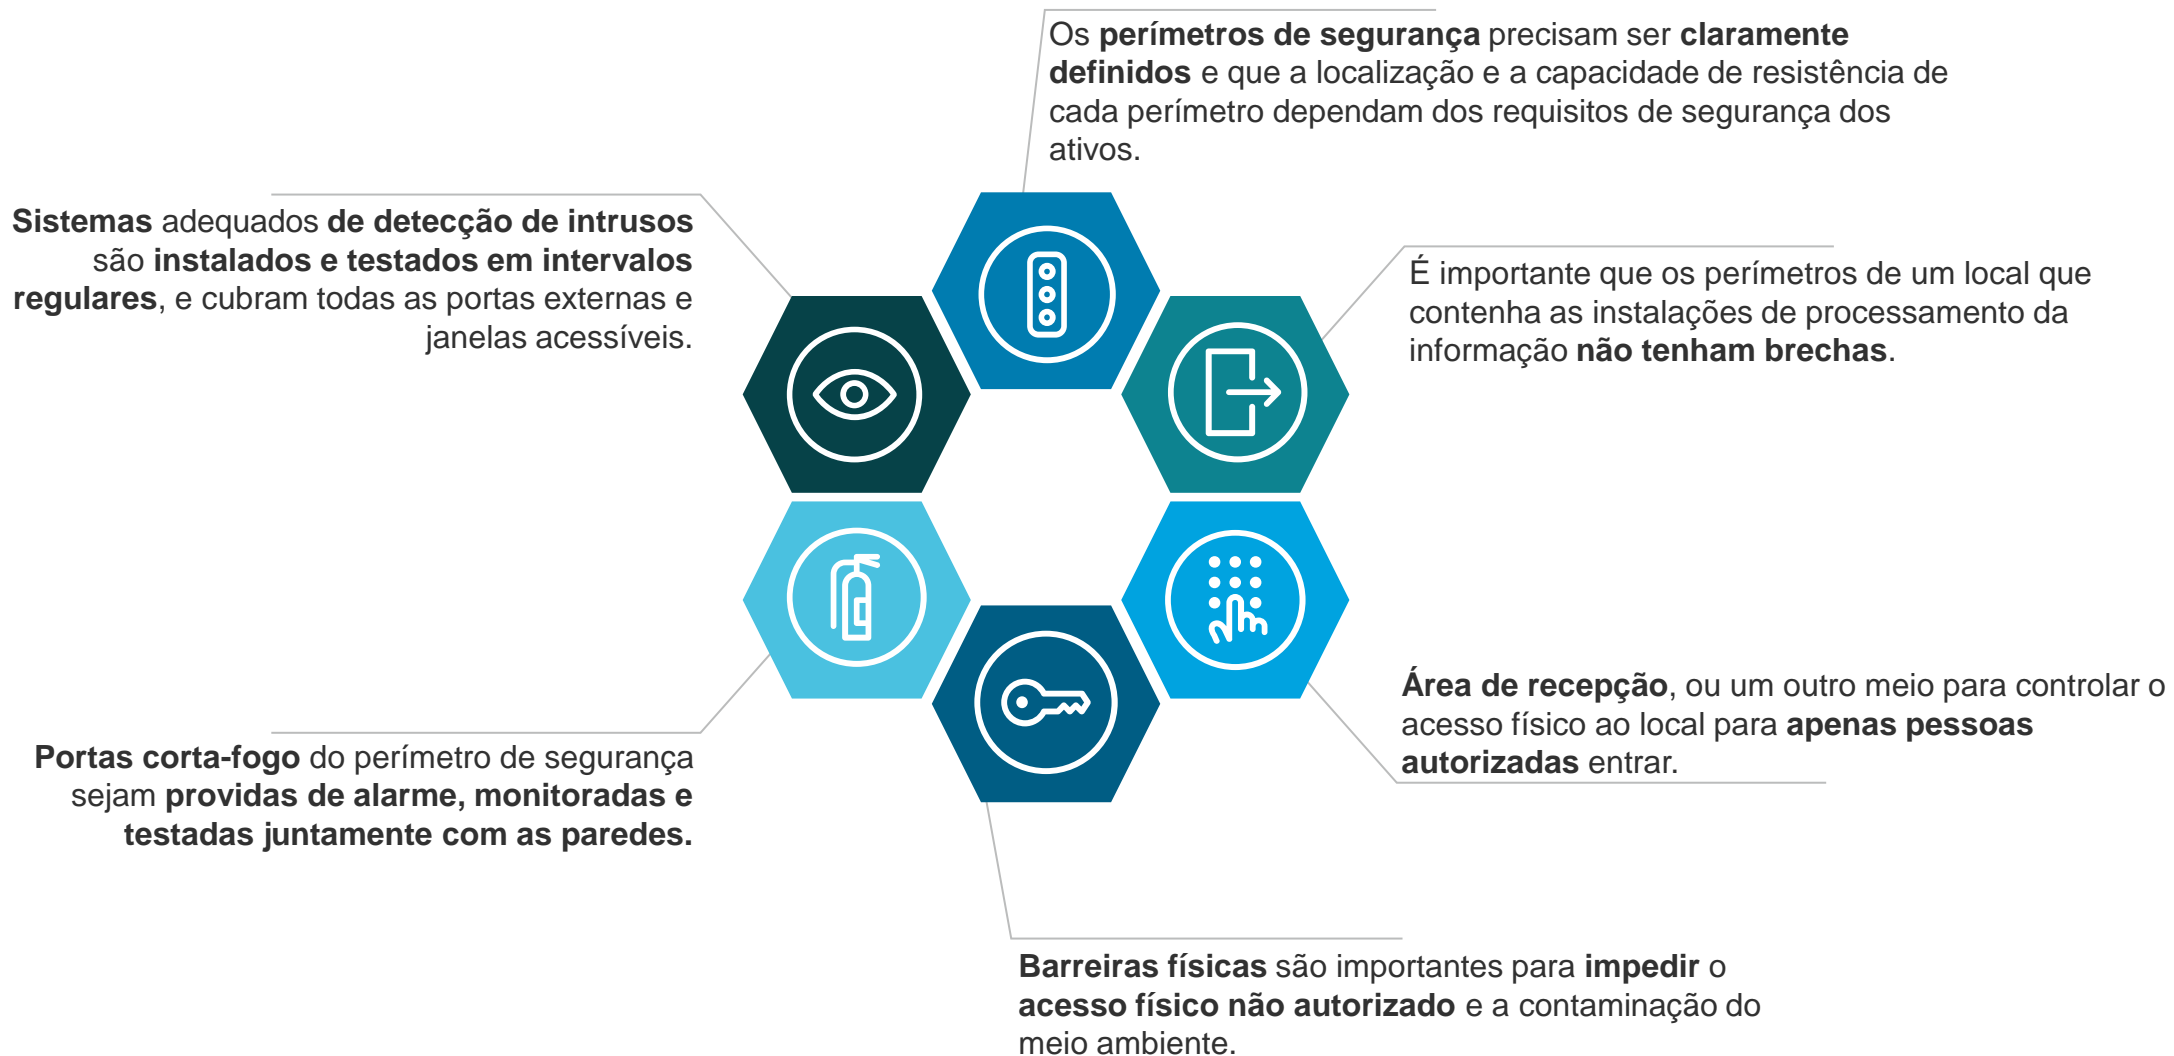 Os perímetros de segurança precisam ser claramente
definidos e que a localização e a capacidade de resistência de
cada perímetro dependam dos requisitos de segurança dos
ativos.
É importante que os perímetros de um local que
contenha as instalações de processamento da
informação não tenham brechas.
Área de recepção, ou um outro meio para controlar o
acesso físico ao local para apenas pessoas
autorizadas entrar.
Barreiras físicas são importantes para impedir o
acesso físico não autorizado e a contaminação do
meio ambiente.
Portas corta-fogo do perímetro de segurança
sejam providas de alarme, monitoradas e
testadas juntamente com as paredes.
Sistemas adequados de detecção de intrusos
são instalados e testados em intervalos
regulares, e cubram todas as portas externas e
janelas acessíveis.